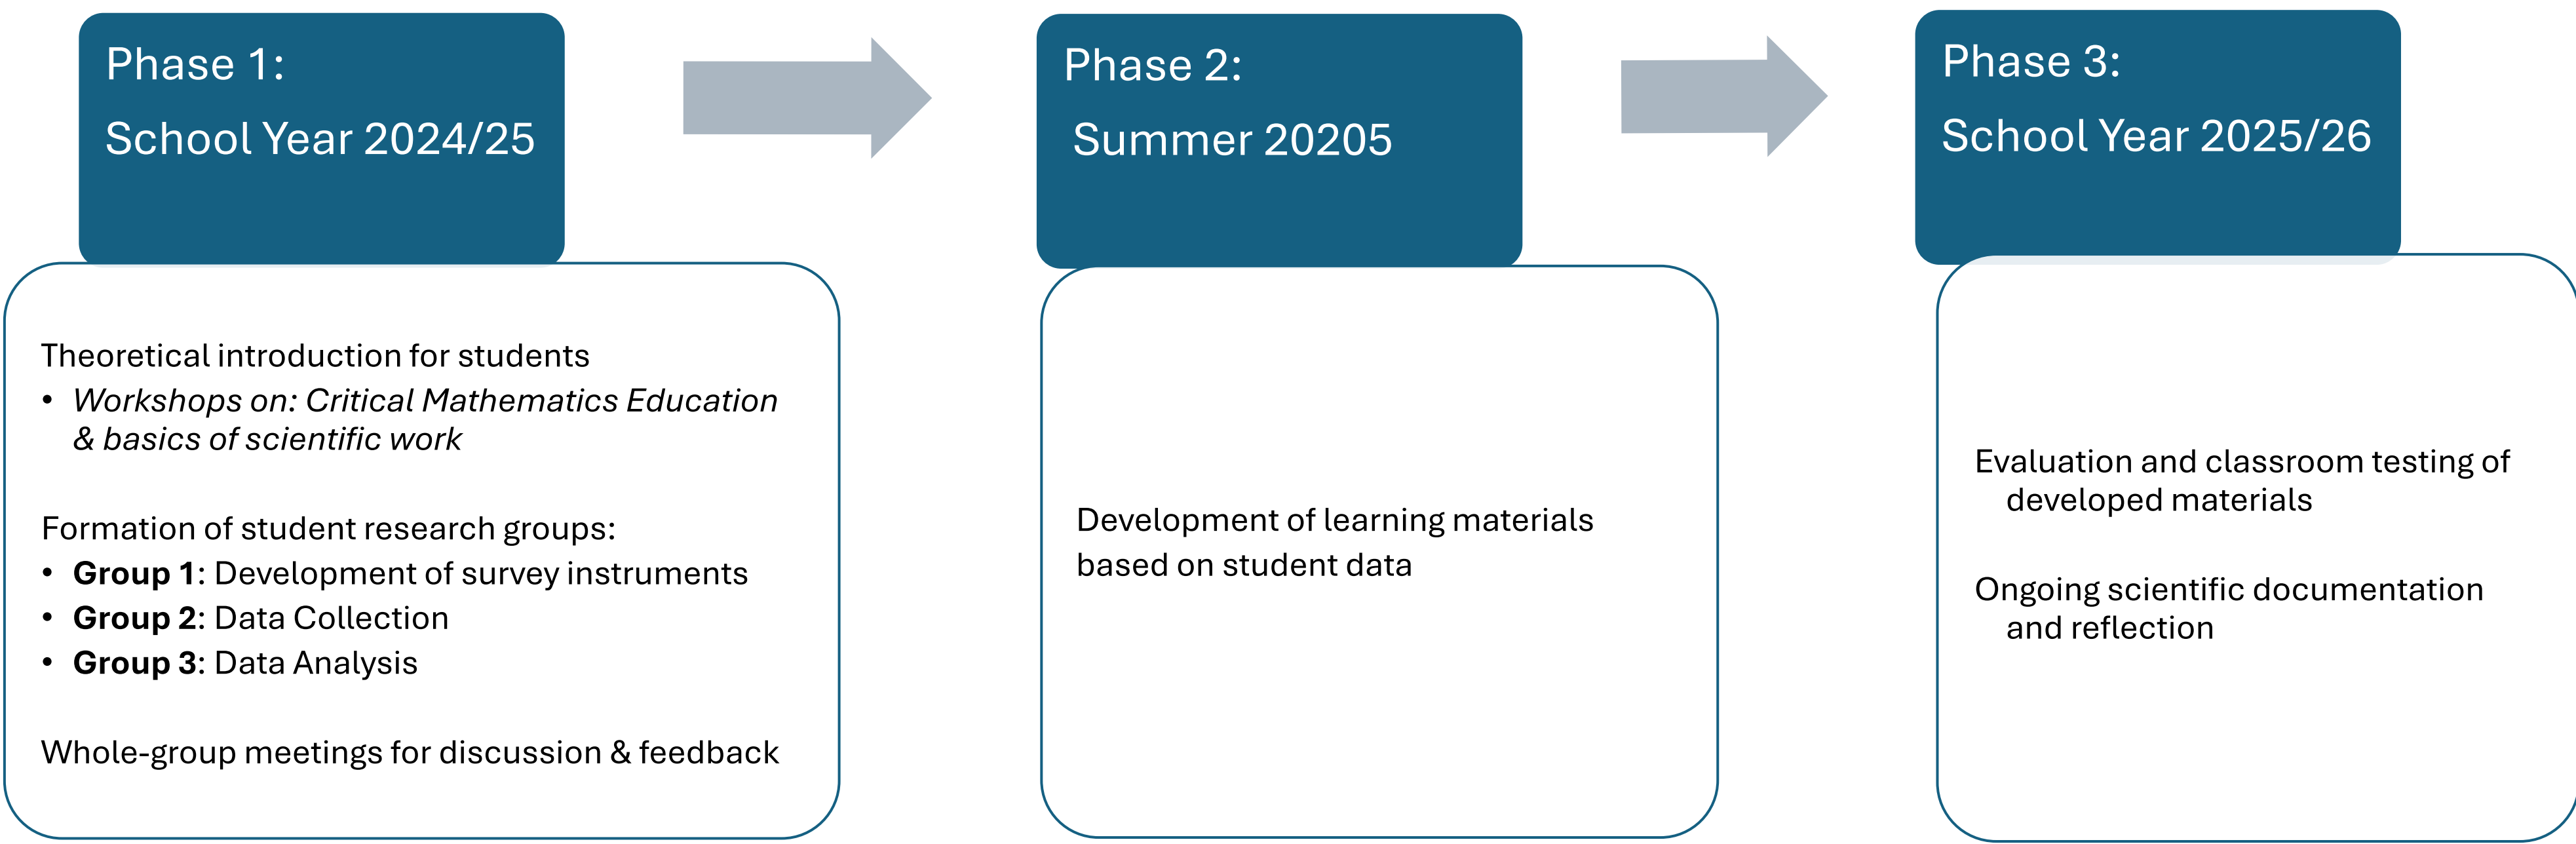 Phase 1:
School Year 2024/25
Theoretical introduction for students
• Workshops on: Critical Mathematics Education
& basics of scientific work
Formation of student research groups:
• Group 1: Development of survey instruments
• Group 2: Data Collection
• Group 3: Data Analysis
Whole-group meetings for discussion & feedback
Phase 2:
Summer 20205
Development of learning materials
based on student data
Phase 3:
School Year 2025/26
Evaluation and classroom testing of
developed materials
Ongoing scientific documentation
and reflection